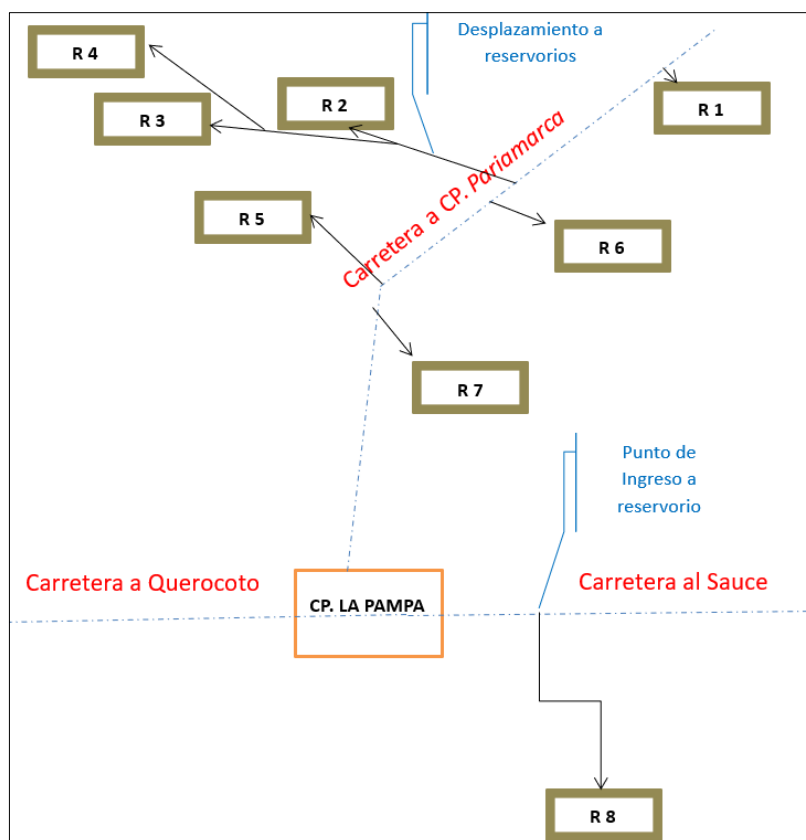 Desplazamiento a
reservorios
R 4
R 2
R 1
R 3
Carretera a CP. Pariamarca
R 5
R 6
R 7
Punto de
Ingreso a
reservorio
Carretera a Querocoto
Carretera al Sauce
CP. LA PAMPA
R 8